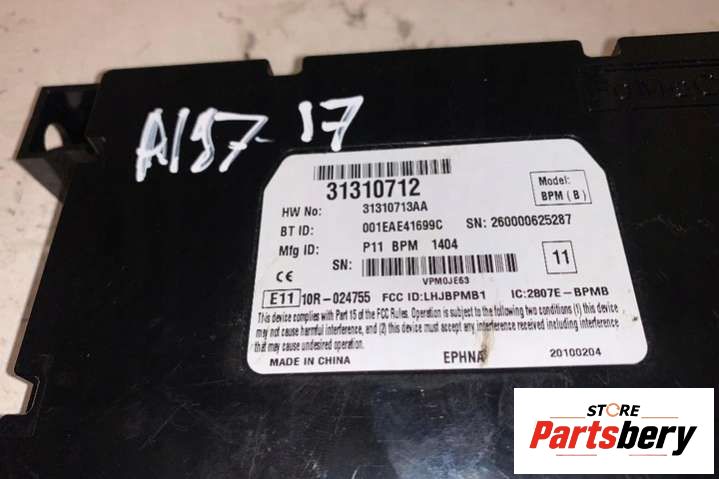 A197-17
31310712
Model:
BPM ( B )
HW No: 31310713AA
BT ID: 001EAE41699C SN: 260000625287
Mfg ID: P11 BPM 1404
SN:
VPM0JE63
11
CE
E11 10R-024755 FCC ID:LHJBPMB1 IC:2807E-BPMB
This device complies with Part 15 of the FCC Rules. Operation is subject to the following two conditions (1) this device
may not cause harmful interference, and (2) this device must accept any interference received including interference
that may cause undesired operation.
MADE IN CHINA EPHNA 20100204
STORE
Partsbery